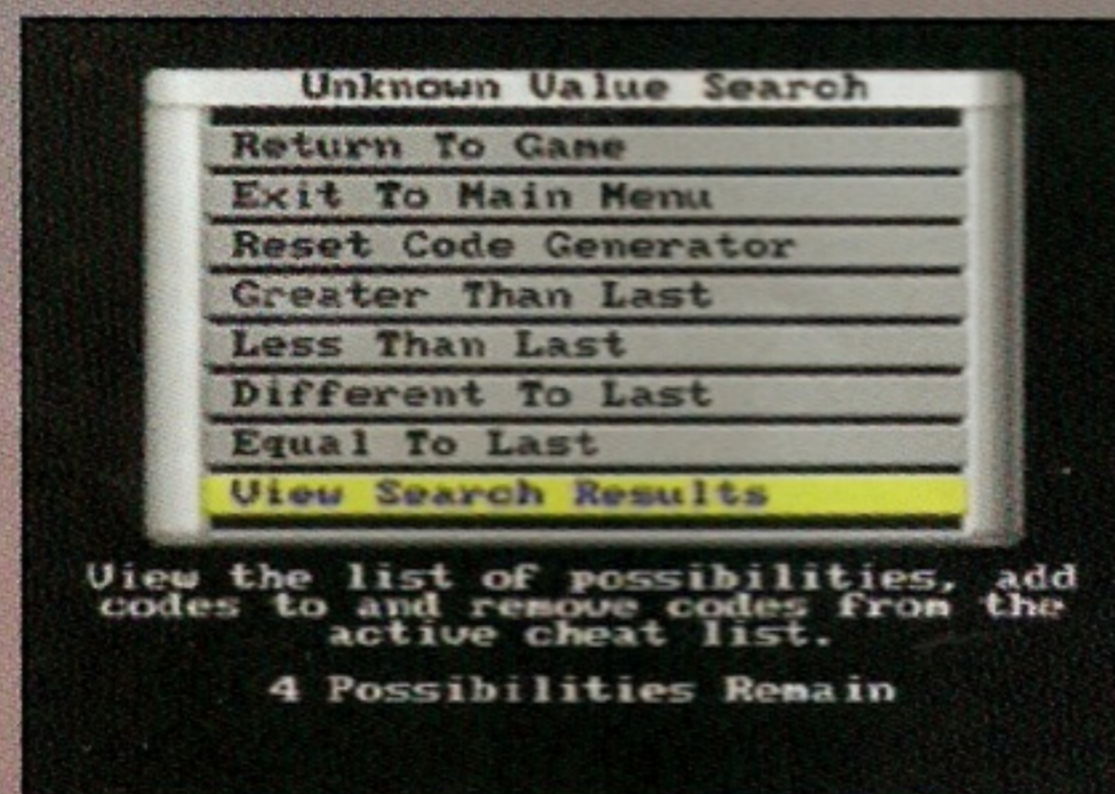 Unknown Value Search
Return To Game
Exit To Main Menu
Reset Code Generator
Greater Than Last
Less Than Last
Different To Last
Equal To Last
View Search Results
View the list of possibilities, add
codes to and remove codes from the
active cheat list.
4 Possibilities Remain